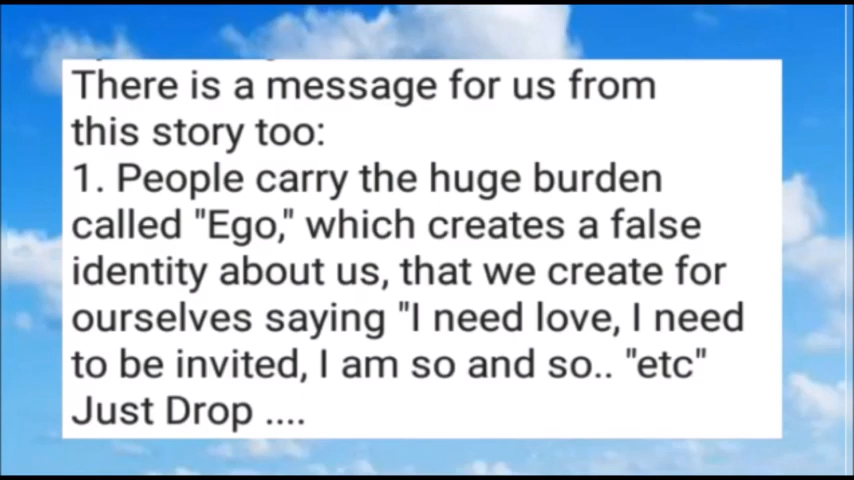 There is a message for us from
this story too:
1. People carry the huge burden
called "Ego," which creates a false
identity about us, that we create for
ourselves saying "I need love, I need
to be invited, I am so and so.. "etc"
Just Drop ....